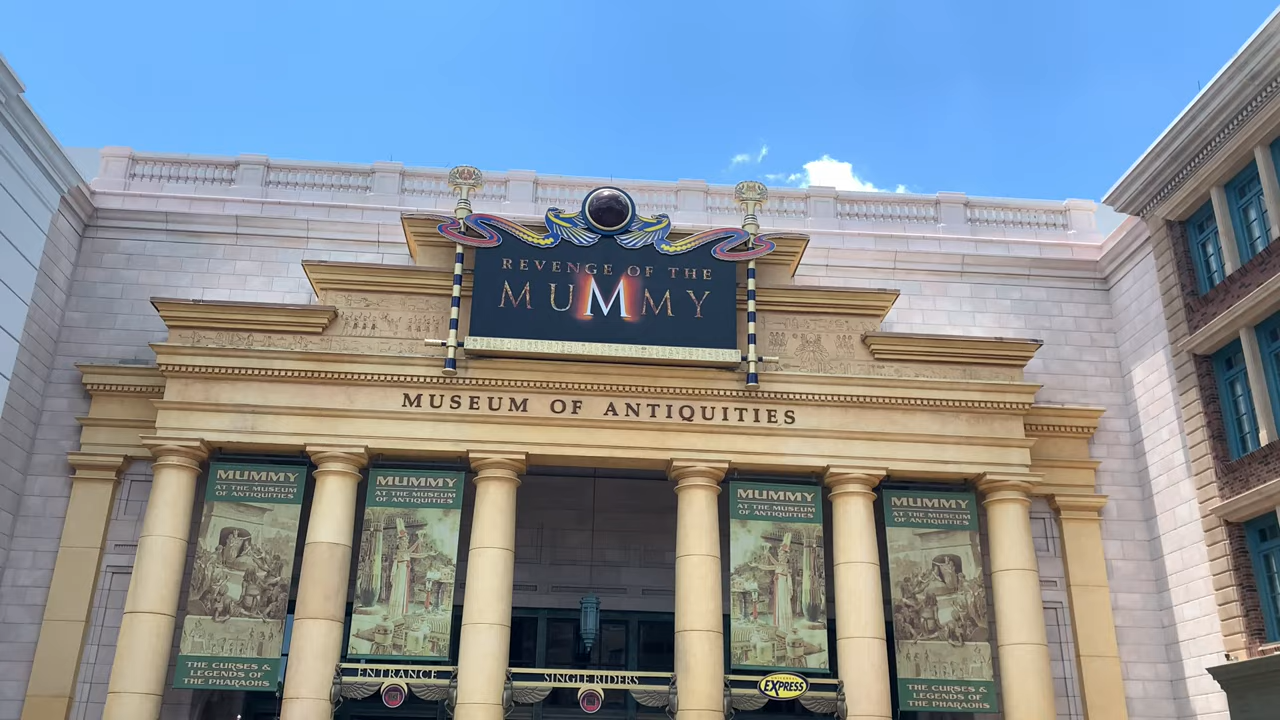 REVENGE OF THE
MUMMY
MUSEUM OF ANTIQUITIES
MUMMY
AT THE MUSEUM
OF ANTIQUITIES
THE CURSES &
LEGENDS OF
THE PHARAOHS
MUMMY
AT THE MUSEUM
OF ANTIQUITIES
MUMMY
AT THE MUSEUM
OF ANTIQUITIES
MUMMY
AT THE MUSEUM
OF ANTIQUITIES
THE CURSES &
LEGENDS OF
THE PHARAOHS
ENTRANCE
SINGLE RIDERS
UNIVERSAL
EXPRESS